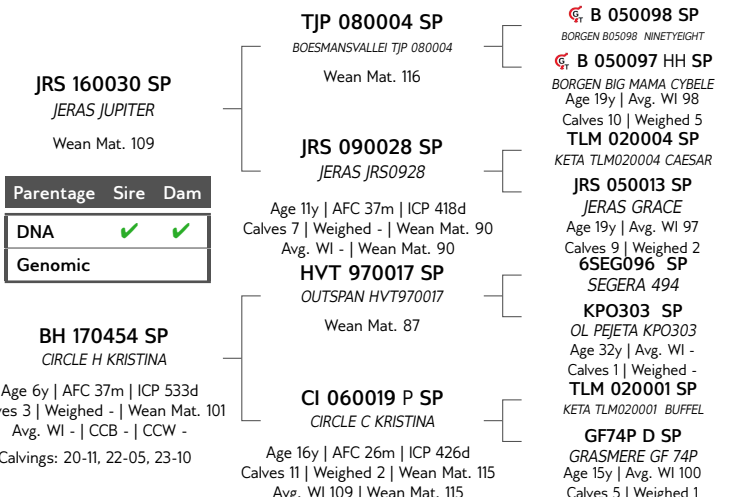 JRS 160030 SP
JERAS JUPITER
Wean Mat. 109
Parentage Sire Dam
DNA ✔ ✔
Genomic
BH 170454 SP
CIRCLE H KRISTINA
Age 6y | AFC 37m | ICP 533d
ves 3 | Weighed - | Wean Mat. 101
Avg. WI - | CCB - | CCW -
Calvings: 20-11, 22-05, 23-10
TJP 080004 SP
BOESMANSVALLEI TJP 080004
Wean Mat. 116
JRS 090028 SP
JERAS JRS0928
Age 11y | AFC 37m | ICP 418d
Calves 7 | Weighed - | Wean Mat. 90
Avg. WI - | Wean Mat. 90
HVT 970017 SP
OUTSPAN HVT970017
Wean Mat. 87
CI 060019 P SP
CIRCLE C KRISTINA
Age 16y | AFC 26m | ICP 426d
Calves 11 | Weighed 2 | Wean Mat. 115
Avg. WI 109 | Wean Mat. 115
B 050098 SP
BORGEN B05098 NINETYEIGHT
B 050097 HH SP
BORGEN BIG MAMA CYBELE
Age 19y | Avg. WI 98
Calves 10 | Weighed 5
TLM 020004 SP
KETA TLM020004 CAESAR
JRS 050013 SP
JERAS GRACE
Age 19y | Avg. WI 97
Calves 9 | Weighed 2
6SEG096 SP
SEGERA 494
KPO303 SP
OL PEJETA KPO303
Age 32y | Avg. WI -
Calves 1 | Weighed -
TLM 020001 SP
KETA TLM020001 BUFFEL
GF74P D SP
GRASMERE GF 74P
Age 15y | Avg. WI 100
Calves 5 | Weighed 1